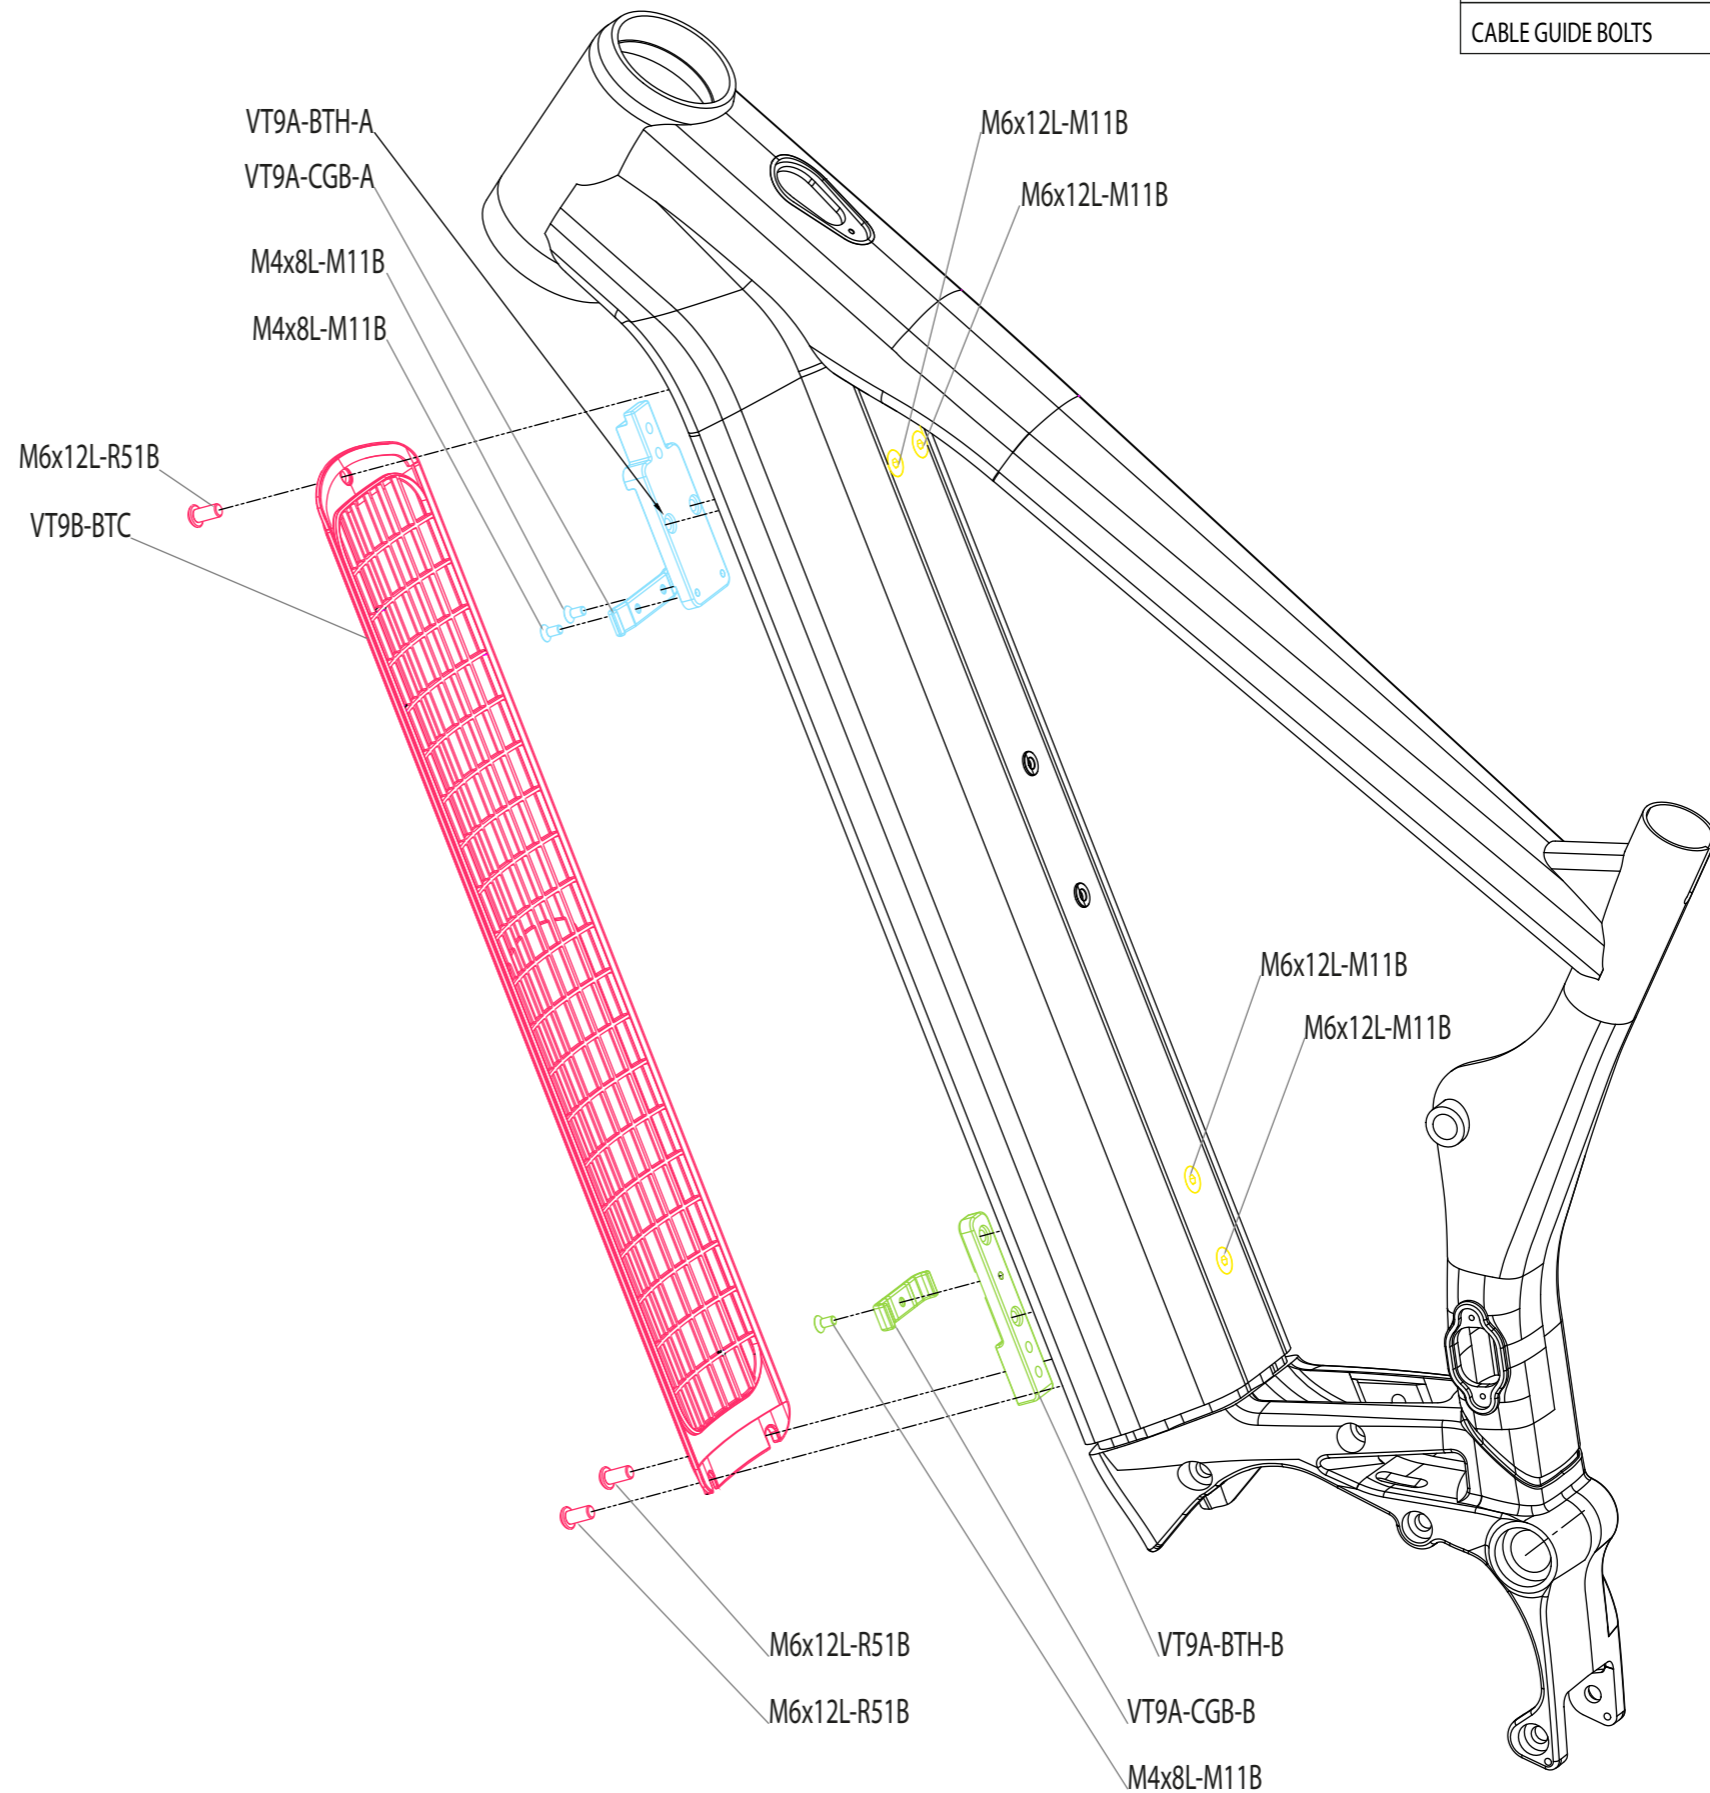 CABLE GUIDE BOLTS
VT9A-BTH-A
VT9A-CGB-A
M4x8L-M11B
M4x8L-M11B
M6x12L-M11B
M6x12L-M11B
M6x12L-R51B
VT9B-BTC
M6x12L-M11B
M6x12L-M11B
M6x12L-R51B
M6x12L-R51B
VT9A-BTH-B
VT9A-CGB-B
M4x8L-M11B